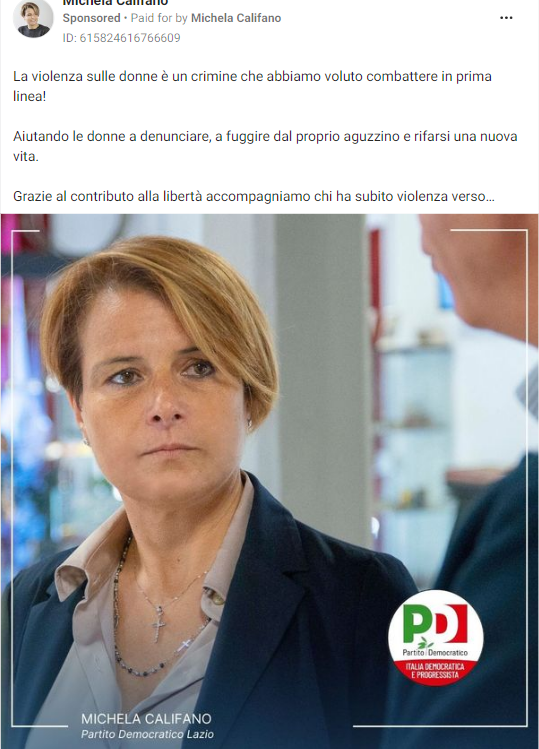 Michela Califano
Sponsored • Paid for by Michela Califano
ID: 615824616766609
La violenza sulle donne è un crimine che abbiamo voluto combattere in prima
linea!
Aiutando le donne a denunciare, a fuggire dal proprio aguzzino e rifarsi una nuova
vita.
Grazie al contributo alla libertà accompagniamo chi ha subito violenza verso...
PD
Partito Democratico
ITALIA DEMOCRATICA
E PROGRESSISTA
MICHELA CALIFANO
Partito Democratico Lazio